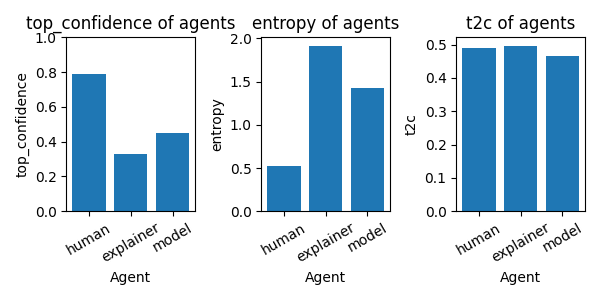 top_confidence of agents
top_confidence
1.0
0.8
0.6
0.4
0.2
0.0
human
explainer
model
Agent
entropy of agents
entropy
2.0
1.5
1.0
0.5
0.0
human
explainer
model
Agent
t2c of agents
t2c
0.5
0.4
0.3
0.2
0.1
0.0
human
explainer
model
Agent